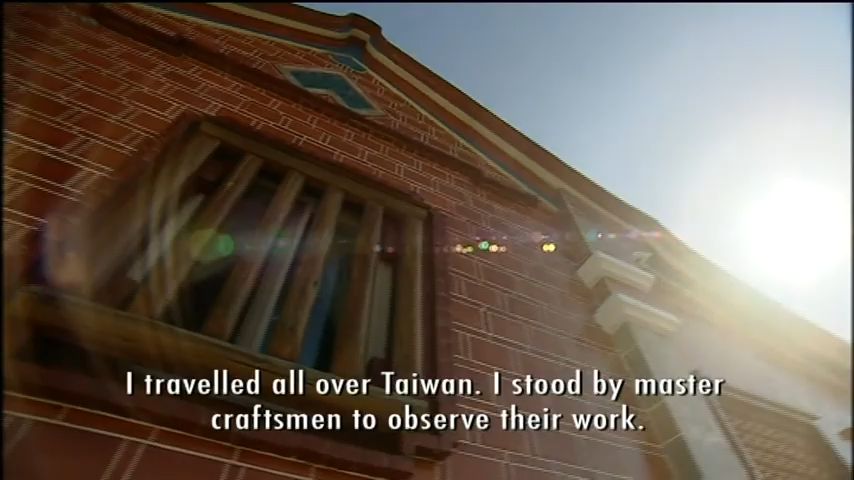 I travelled all over Taiwan. I stood by master
craftsmen to observe their work.